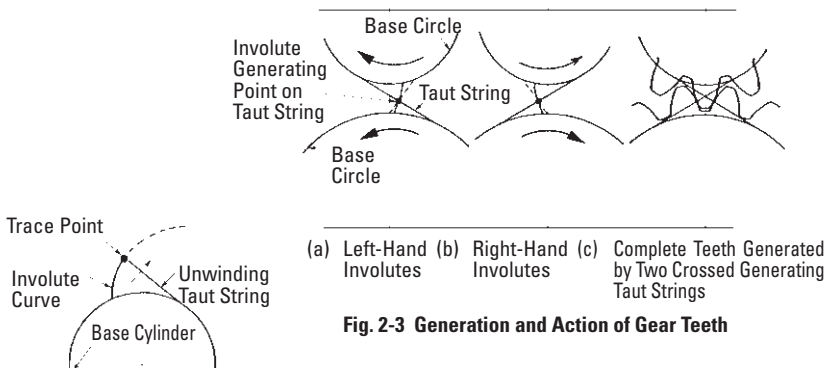 Base Circle
Involute
Generating
Point on
Taut String
Taut String
Base
Circle
Trace Point
Involute
Curve
Unwinding
Taut String
Base Cylinder
(a) Left-Hand
Involutes
(b) Right-Hand
Involutes
(c) Complete Teeth Generated
by Two Crossed Generating
Taut Strings
Fig. 2-3 Generation and Action of Gear Teeth